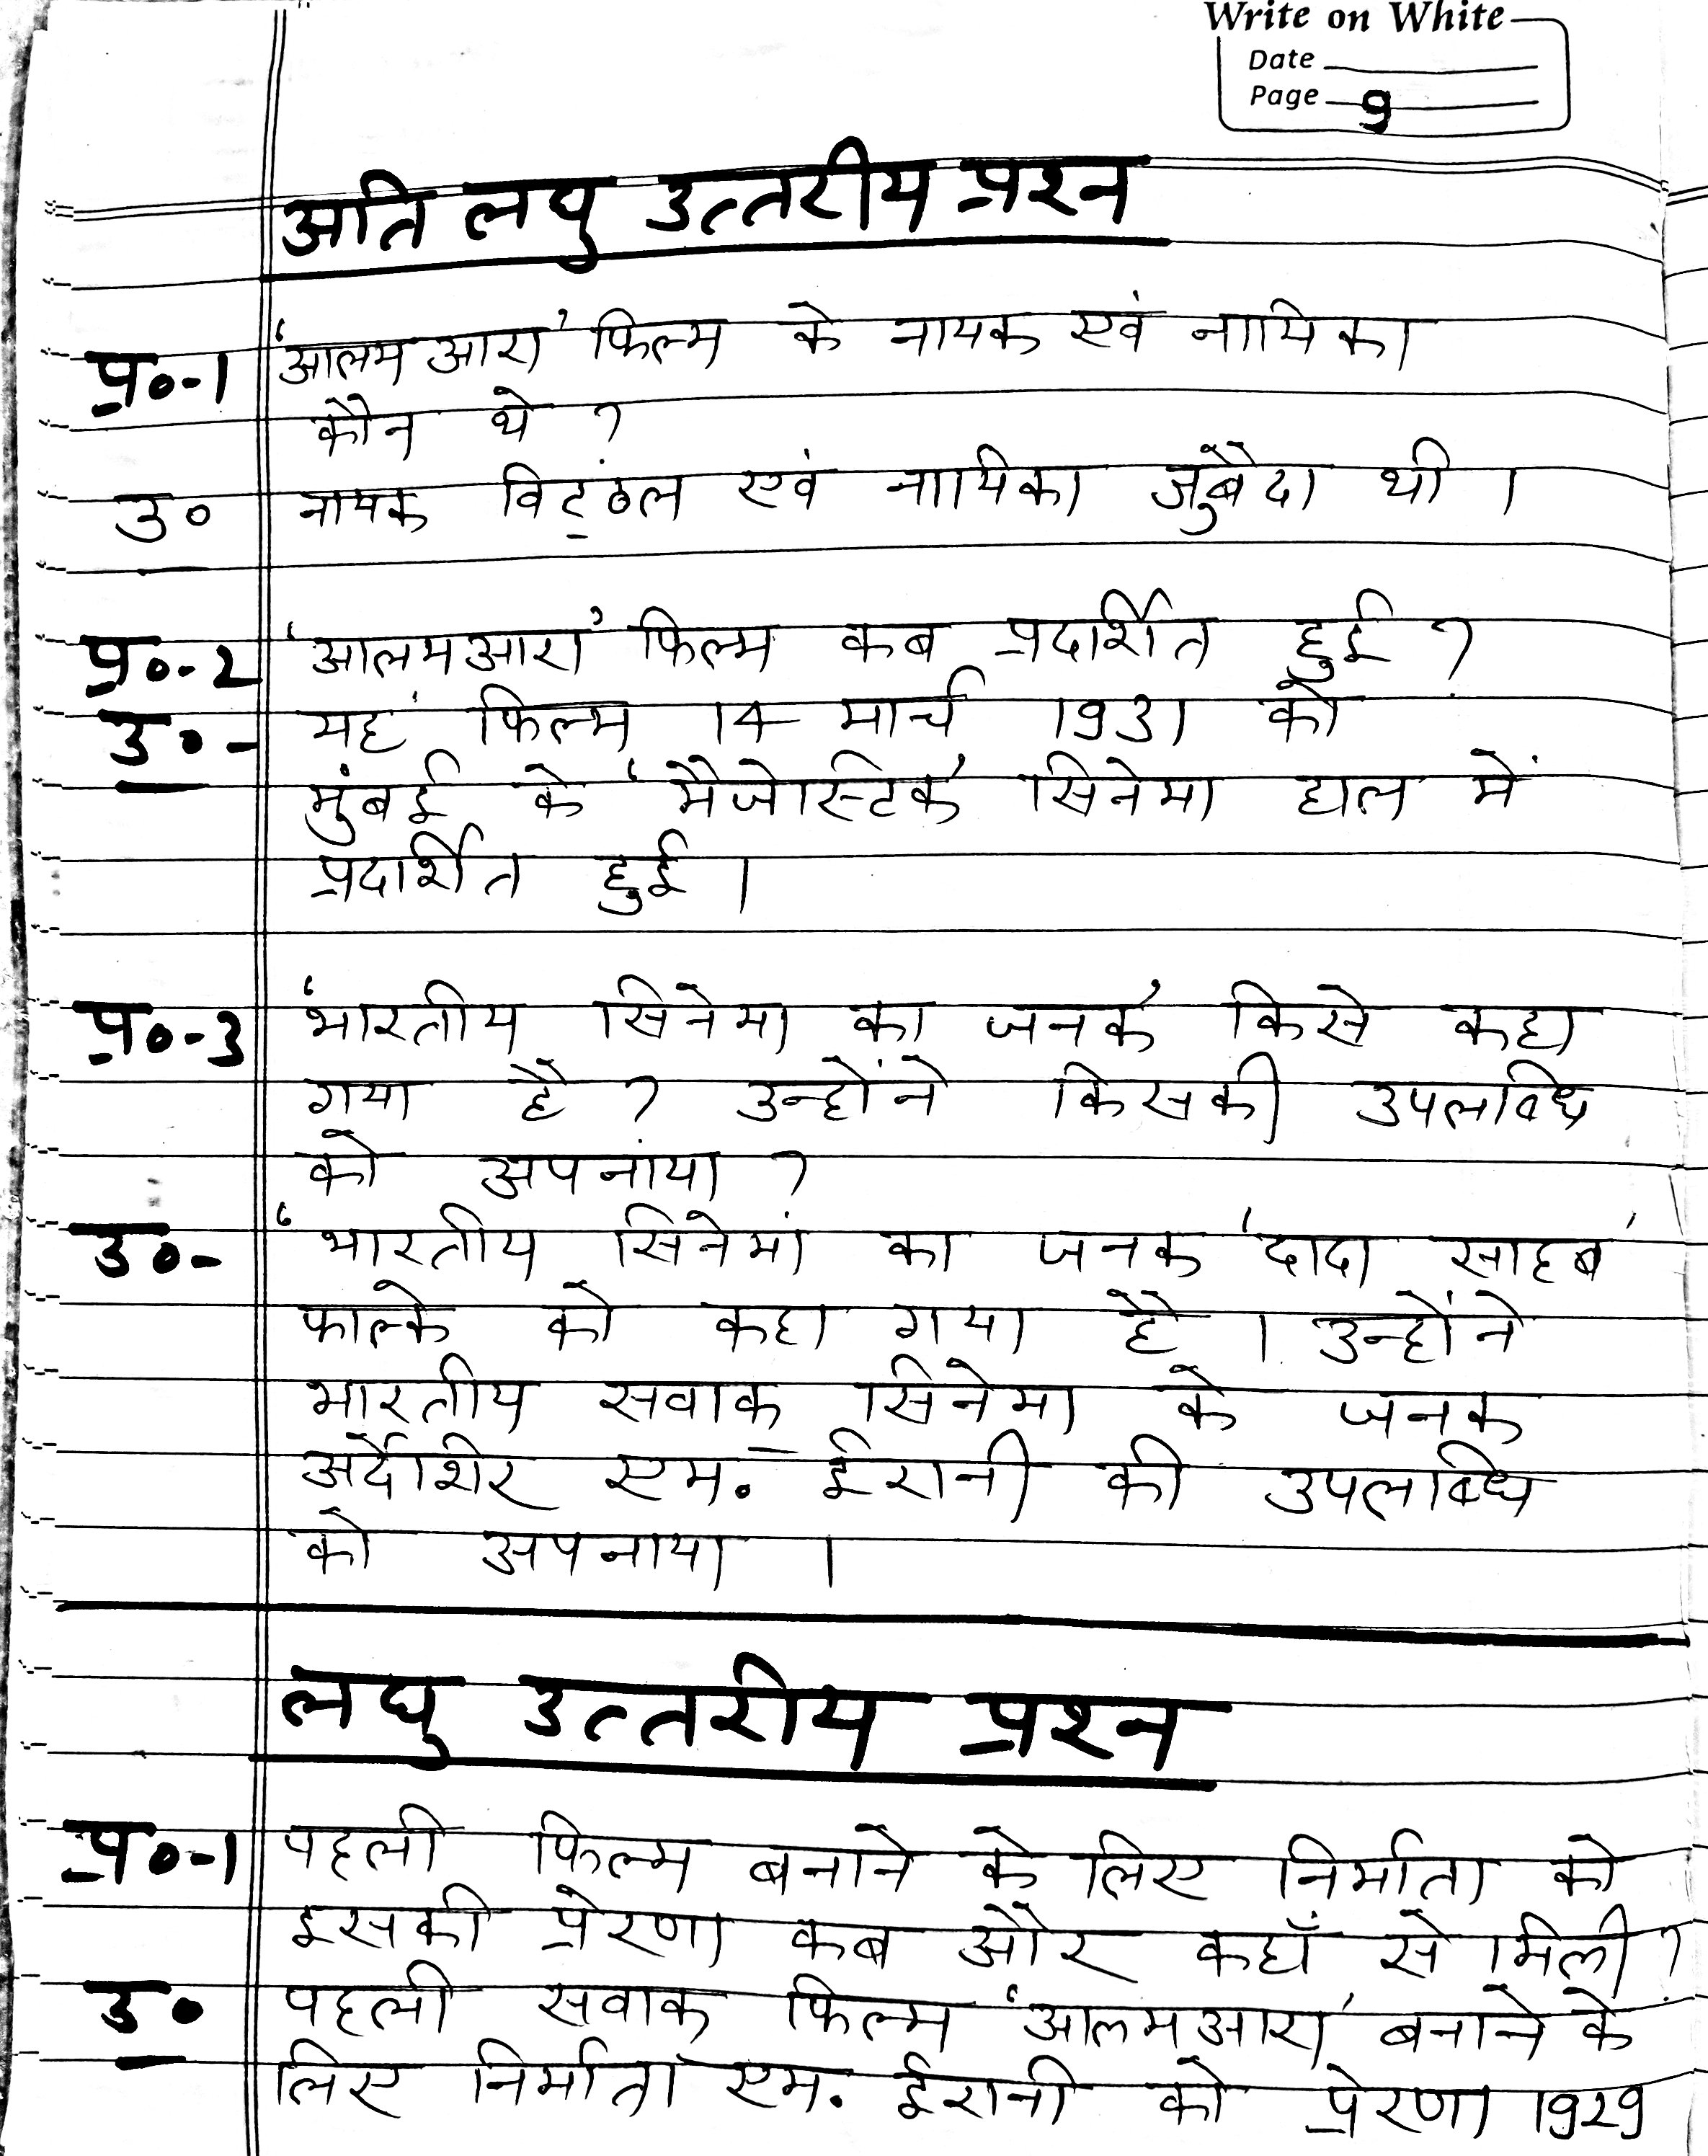 Write on White
Date
Page 9
अति लघु उत्तरीय प्रश्न
प्र०-1 'आलम आरा' फिल्म के नायक एवं नायिका
कौन थे ?
उ० नायक विट्ठल एवं नायिका जुबैदा थी ।
प्र०-2 'आलमआरा' फिल्म कब प्रदर्शित हुई ?
उ०- यह फिल्म 14 मार्च 1931 को
मुंबई के 'मैजेस्टिक' सिनेमा हाल में
प्रदर्शित हुई ।
प्र०-3 'भारतीय सिनेमा का जनक' किसे कहा
गया है ? उन्होंने किसकी उपलब्धि
को अपनाया ?
उ०- 'भारतीय सिनेमा' का जनक 'दादा साहब'
फाल्के को कहा गया है । उन्होंने
भारतीय सवाक् सिनेमा के जनक
अर्देशिर एम. ईरानी की उपलब्धि
को अपनाया ।
लघु उत्तरीय प्रश्न
प्र०-1 पहली फिल्म बनाने के लिए निर्माता को
इसकी प्रेरणा कब और कहाँ से मिली ?
उ० पहली सवाक फिल्म 'आलमआरा' बनाने के
लिए निर्माता एम. ईरानी को प्रेरणा 1929